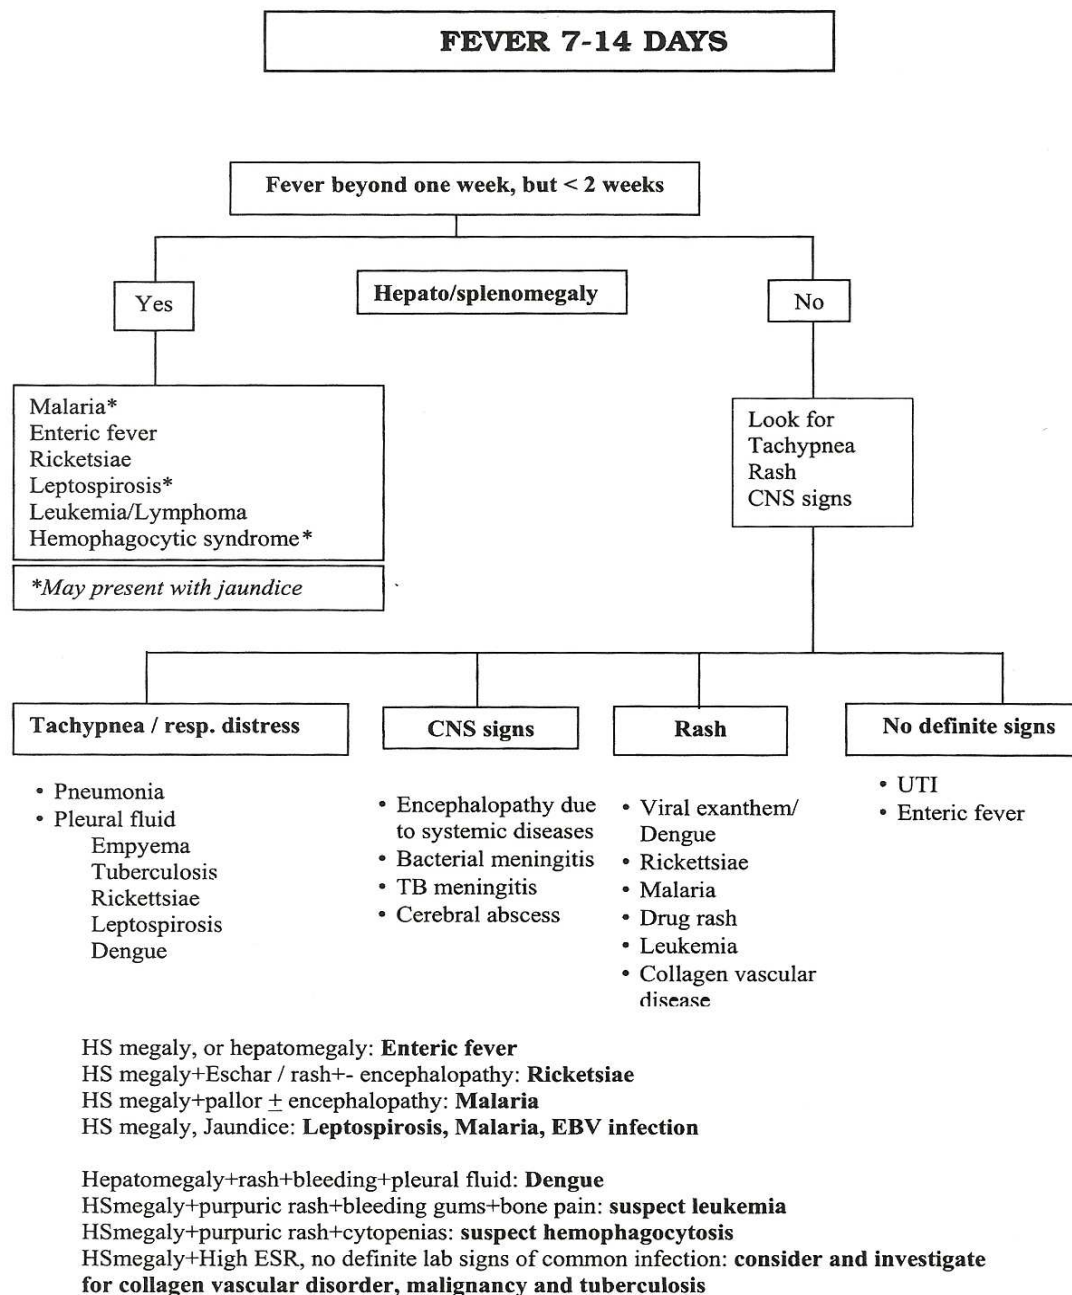 FEVER 7-14 DAYS
Fever beyond one week, but < 2 weeks
Yes
Hepato/splenomegaly
No
Malaria*
Enteric fever
Ricketsiae
Leptospirosis*
Leukemia/Lymphoma
Hemophagocytic syndrome*
*May present with jaundice
Look for
Tachypnea
Rash
CNS signs
Tachypnea / resp. distress
• Pneumonia
• Pleural fluid
Empyema
Tuberculosis
Rickettsiae
Leptospirosis
Dengue
CNS signs
• Encephalopathy due
to systemic diseases
• Bacterial meningitis
• TB meningitis
• Cerebral abscess
Rash
• Viral exanthem/
Dengue
• Rickettsiae
• Malaria
• Drug rash
• Leukemia
• Collagen vascular
disease
No definite signs
• UTI
• Enteric fever
HS megaly, or hepatomegaly: Enteric fever
HS megaly+Eschar / rash+- encephalopathy: Ricketsiae
HS megaly+pallor ± encephalopathy: Malaria
HS megaly, Jaundice: Leptospirosis, Malaria, EBV infection
Hepatomegaly+rash+bleeding+pleural fluid: Dengue
HSmegaly+purpuric rash+bleeding gums+bone pain: suspect leukemia
HSmegaly+purpuric rash+cytopenias: suspect hemophagocytosis
HSmegaly+High ESR, no definite lab signs of common infection: consider and investigate
for collagen vascular disorder, malignancy and tuberculosis